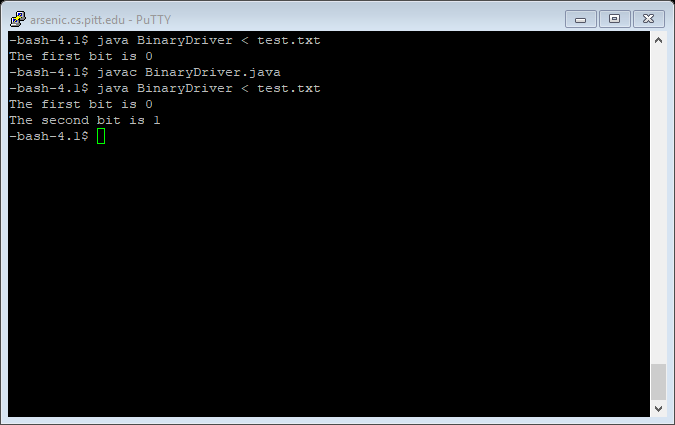 arsenic.cs.pitt.edu - PuTTY
-bash-4.1$ java BinaryDriver < test.txt
The first bit is 0
-bash-4.1$ javac BinaryDriver.java
-bash-4.1$ java BinaryDriver < test.txt
The first bit is 0
The second bit is 1
-bash-4.1$